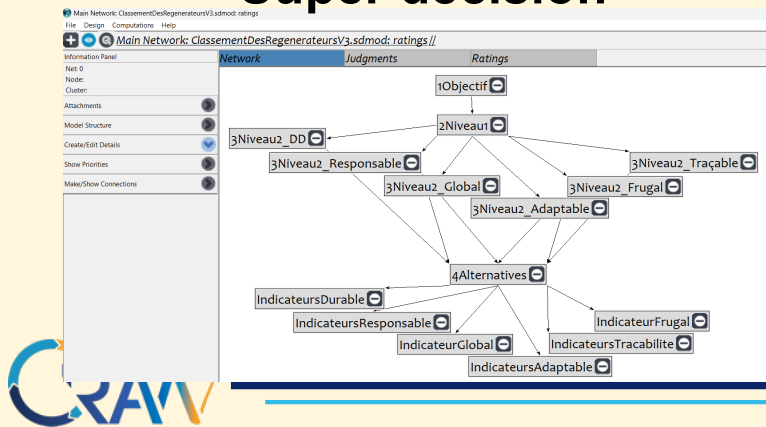 Super decision
Main Network: ClassementDesRegenerateursV3.sdmod: ratings
File Design Computations Help
Main Network: ClassementDesRegenerateursV3.sdmod: ratings//
Information Panel
Net: 0
Node:
Cluster:
Attachments
Model Structure
Create/Edit Details
Show Priorities
Make/Show Connections
Network Judgments Ratings
1Objectif
2Niveau1
3Niveau2_DD
3Niveau2_Responsable
3Niveau2_Traçable
3Niveau2_Global
3Niveau2_Frugal
3Niveau2_Adaptable
4Alternatives
IndicateursDurable
IndicateursResponsable
IndicateurFrugal
IndicateurGlobal
IndicateursTracabilite
IndicateursAdaptable